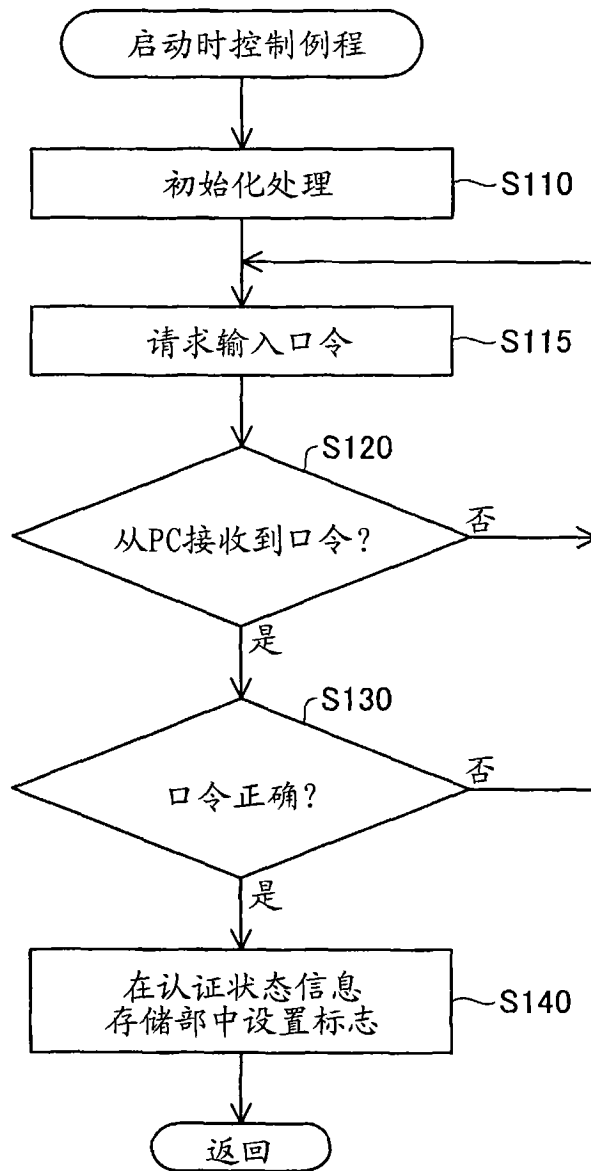 启动时控制例程
初始化处理
S110
请求输入口令
S115
S120
从PC接收到口令?
否
是
S130
口令正确?
否
是
在认证状态信息
存储部中设置标志
S140
返回